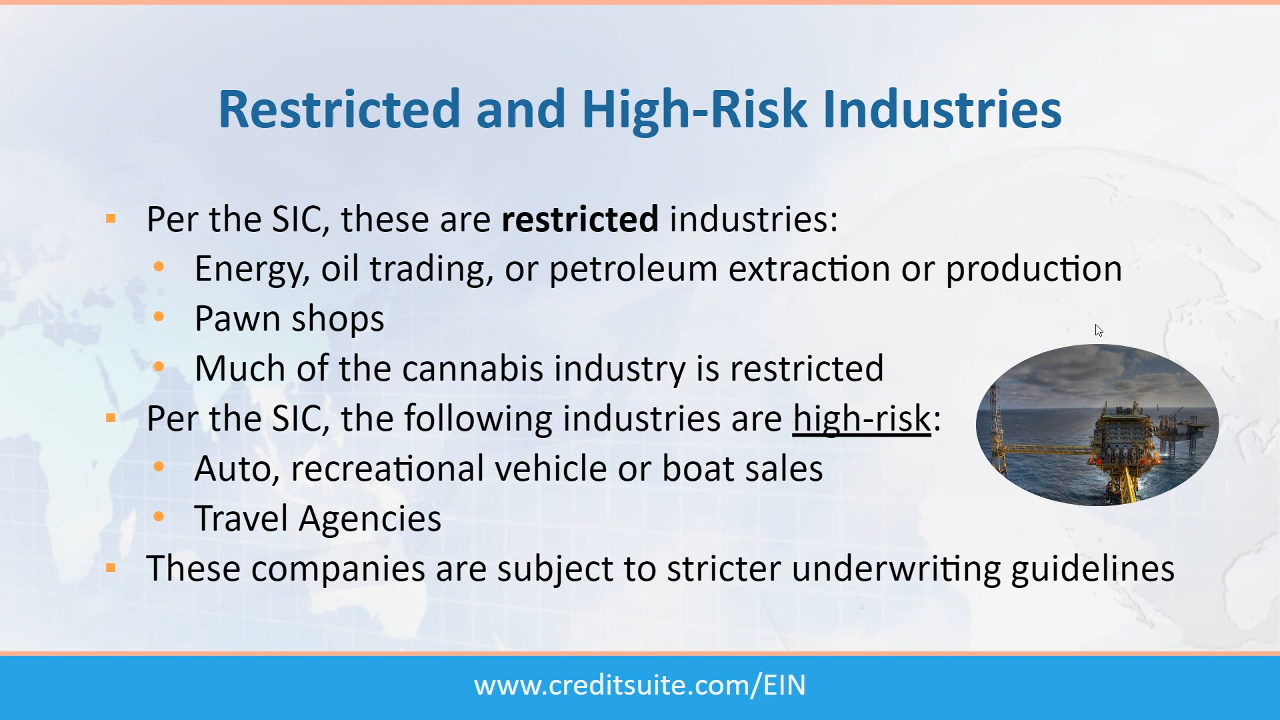 Restricted and High-Risk Industries
▪ Per the SIC, these are restricted industries:
• Energy, oil trading, or petroleum extraction or production
• Pawn shops
• Much of the cannabis industry is restricted
▪ Per the SIC, the following industries are high-risk:
• Auto, recreational vehicle or boat sales
• Travel Agencies
▪ These companies are subject to stricter underwriting guidelines
www.creditsuite.com/EIN